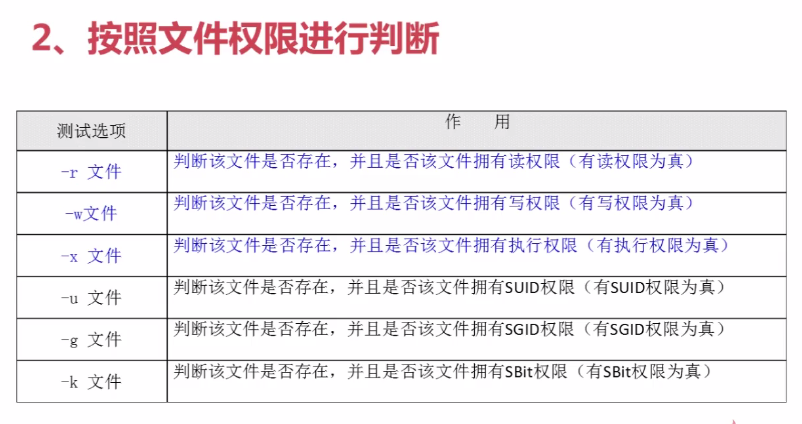 2、按照文件权限进行判断
测试选项 作 用
-r 文件 判断该文件是否存在，并且是否该文件拥有读权限（有读权限为真）
-w文件 判断该文件是否存在，并且是否该文件拥有写权限（有写权限为真）
-x 文件 判断该文件是否存在，并且是否该文件拥有执行权限（有执行权限为真）
-u 文件 判断该文件是否存在，并且是否该文件拥有SUID权限（有SUID权限为真）
-g 文件 判断该文件是否存在，并且是否该文件拥有SGID权限（有SGID权限为真）
-k 文件 判断该文件是否存在，并且是否该文件拥有SBit权限（有SBit权限为真）